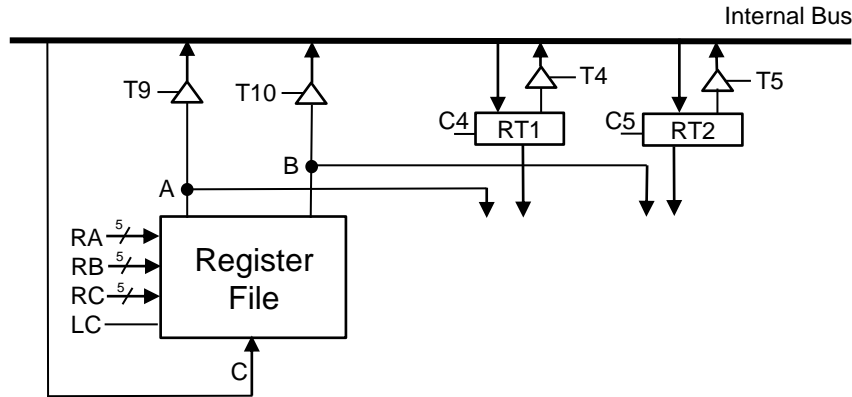 Internal Bus
T9
T10
T4
T5
C4
RT1
C5
RT2
B
A
RA
5
RB
5
RC
5
LC
Register
File
C